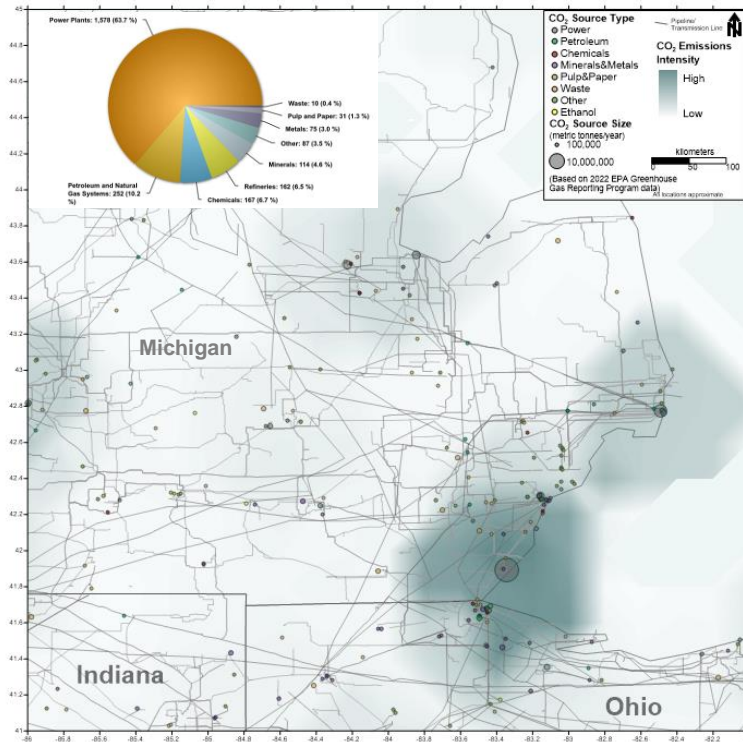 Power Plants: 1,578 (63.7 %)
Waste: 10 (0.4 %)
Pulp and Paper: 31 (1.3 %)
Metals: 75 (3.0 %)
Other: 87 (3.5 %)
Minerals: 114 (4.6 %)
Refineries: 162 (6.5 %)
Chemicals: 167 (6.7 %)
Petroleum and Natural
Gas Systems: 252 (10.2
%)
CO2 Source Type
Power
Petroleum
Chemicals
Minerals&Metals
Pulp&Paper
Waste
Other
Ethanol
CO2 Source Size
(metric tonnes/year)
100,000
10,000,000
(Based on 2022 EPA Greenhouse
Gas Reporting Program data)
Pipeline/
Transmission Line
N
CO2 Emissions
Intensity
High
Low
kilometers
0 50 100
All locations approximate
Michigan
Indiana
Ohio
45
44.8
44.6
44.4
44.2
44
43.8
43.6
43.4
43.2
43
42.8
42.6
42.4
42.2
42
41.8
41.6
41.4
41.2
41
-86 -85.8 -85.6 -85.4 -85.2 -85 -84.8 -84.6 -84.4 -84.2 -84 -83.8 -83.6 -83.4 -83.2 -83 -82.8 -82.6 -82.4 -82.2